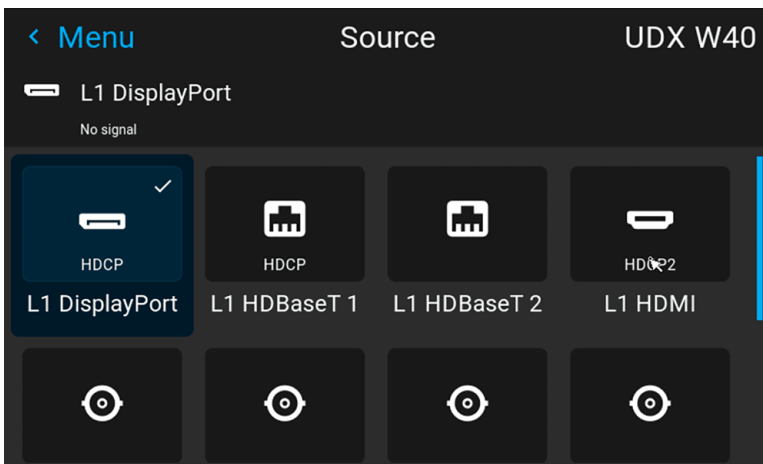 Menu
Source
UDX W40
L1 DisplayPort
No signal
HDCP
HDCP
HDCP2
L1 DisplayPort
L1 HDBaseT 1
L1 HDBaseT 2
L1 HDMI